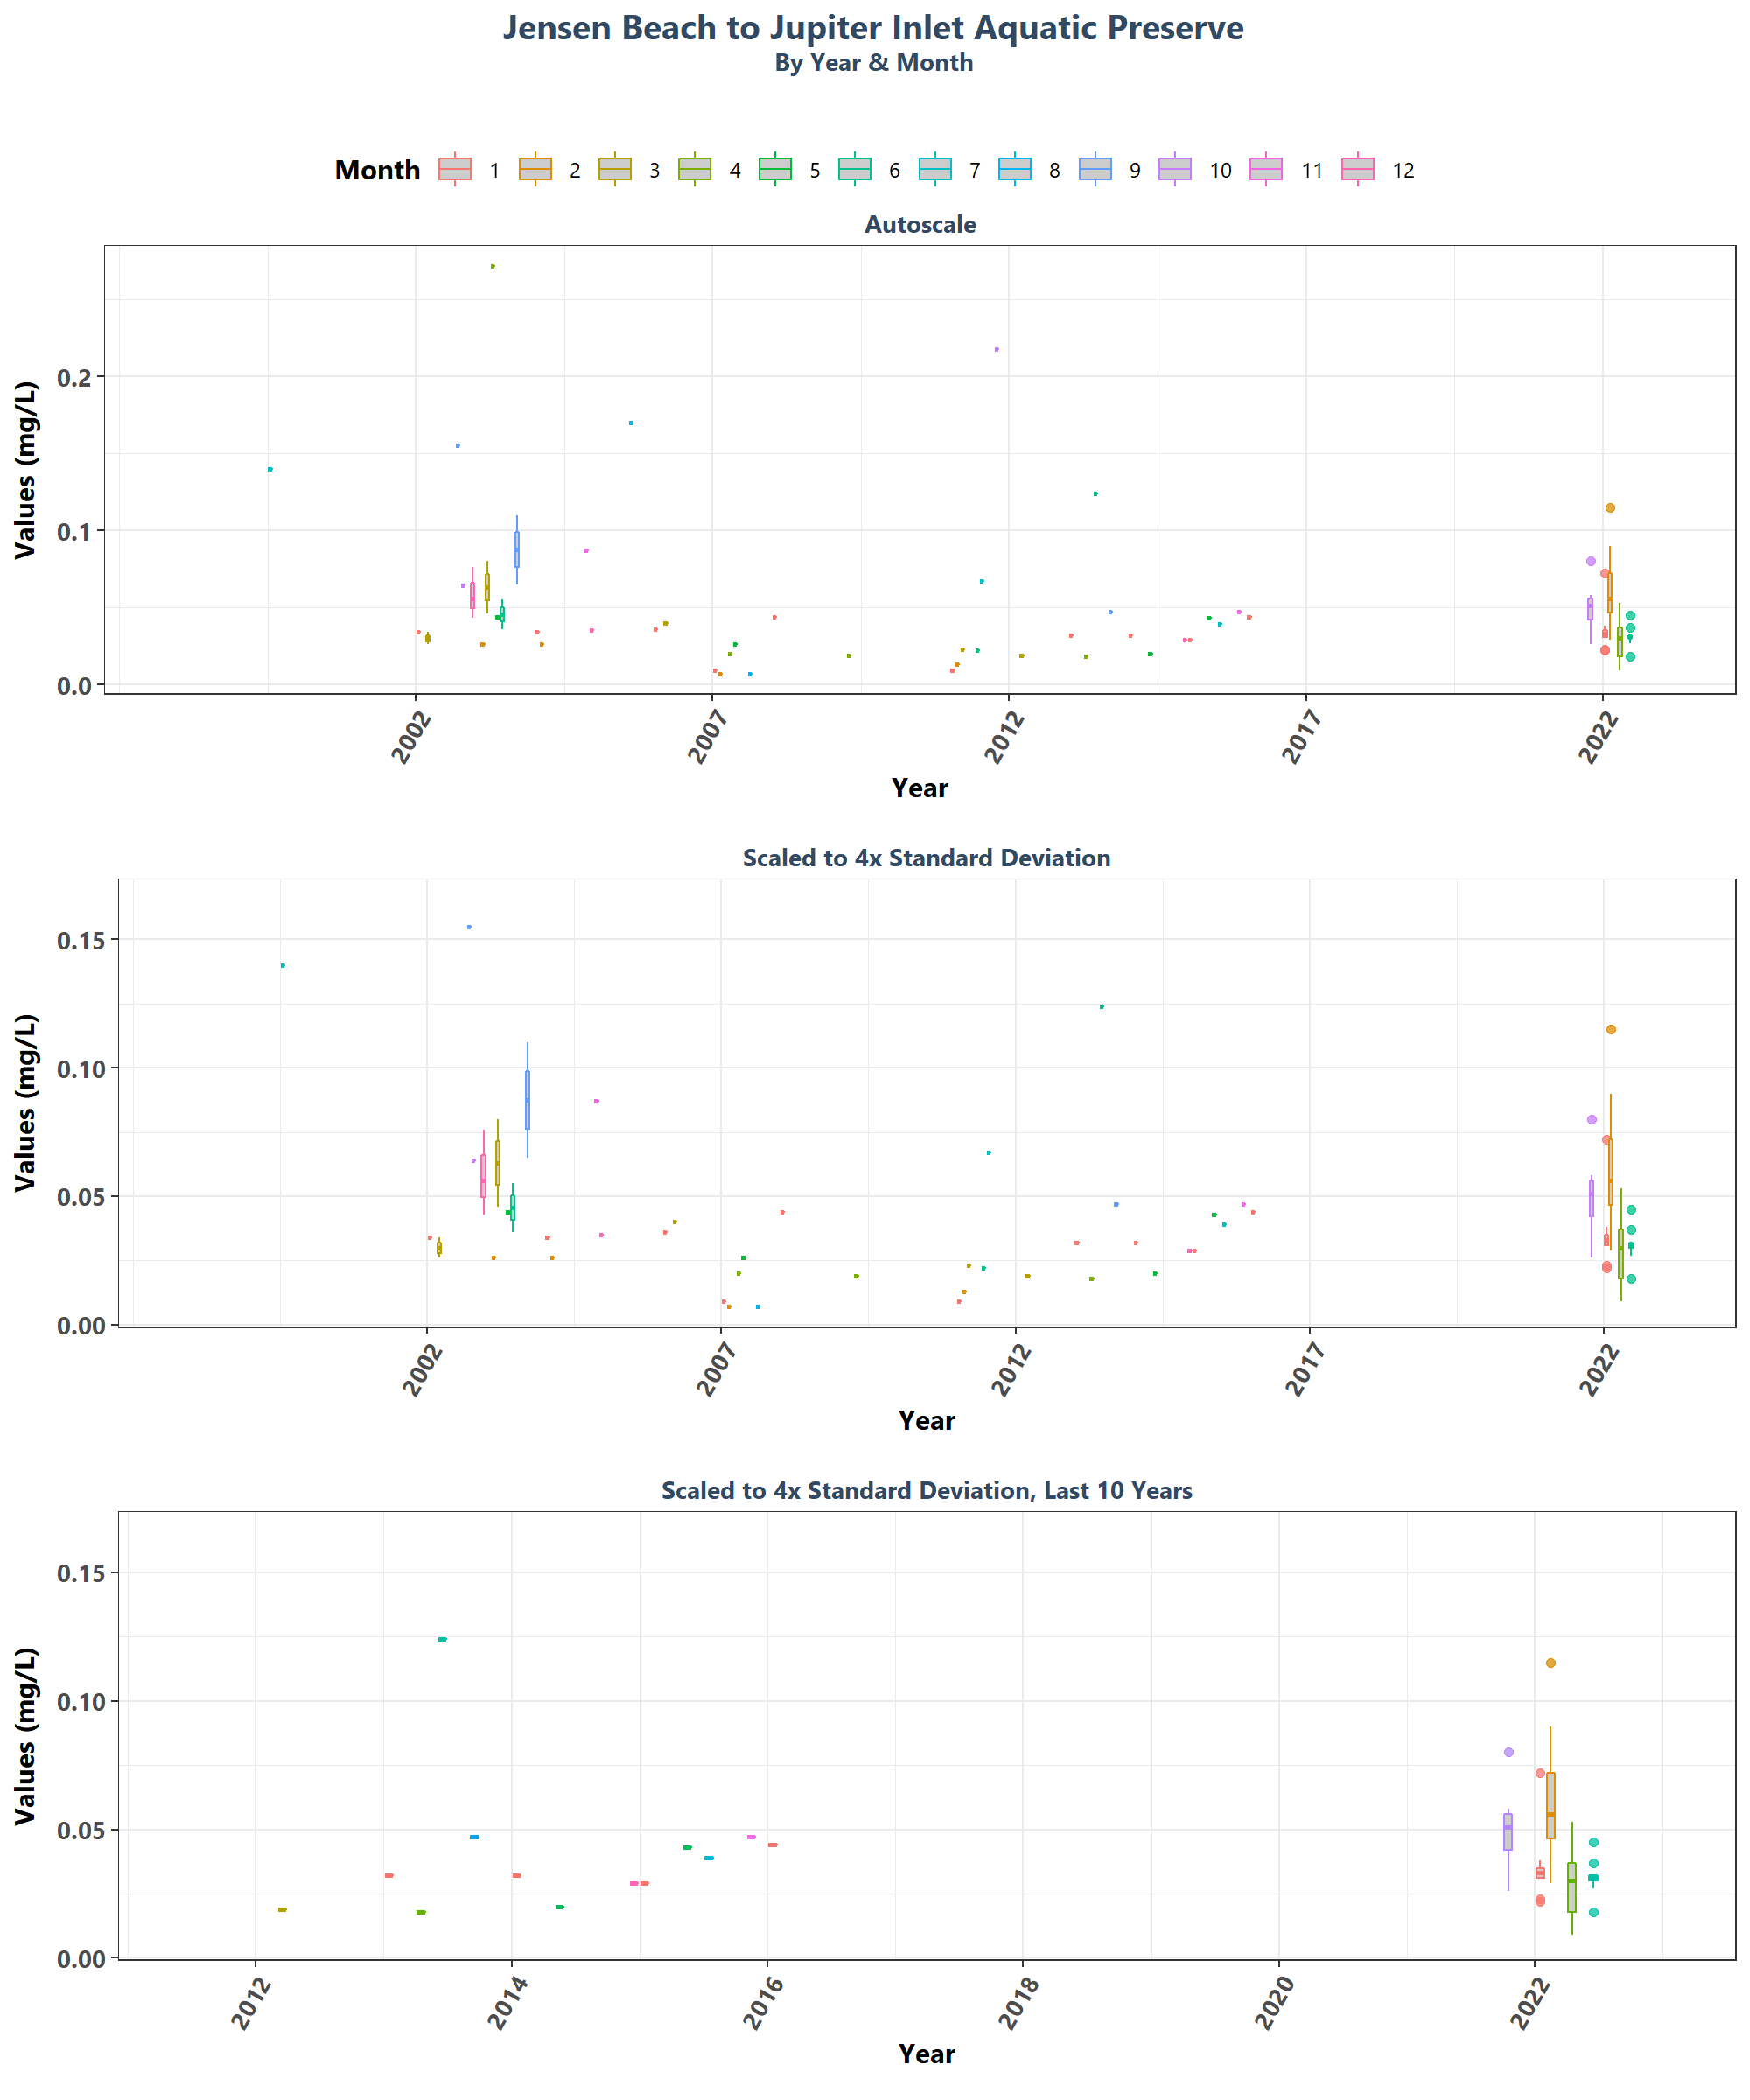 Jensen Beach to Jupiter Inlet Aquatic Preserve
By Year & Month
Month 1 2 3 4 5 6 7 8 9 10 11 12
Autoscale
Values (mg/L)
0.2
0.1
0.0
2002 2007 2012 2017 2022
Year
Scaled to 4x Standard Deviation
Values (mg/L)
0.15
0.10
0.05
0.00
2002 2007 2012 2017 2022
Year
Scaled to 4x Standard Deviation, Last 10 Years
Values (mg/L)
0.15
0.10
0.05
0.00
2012 2014 2016 2018 2020 2022
Year